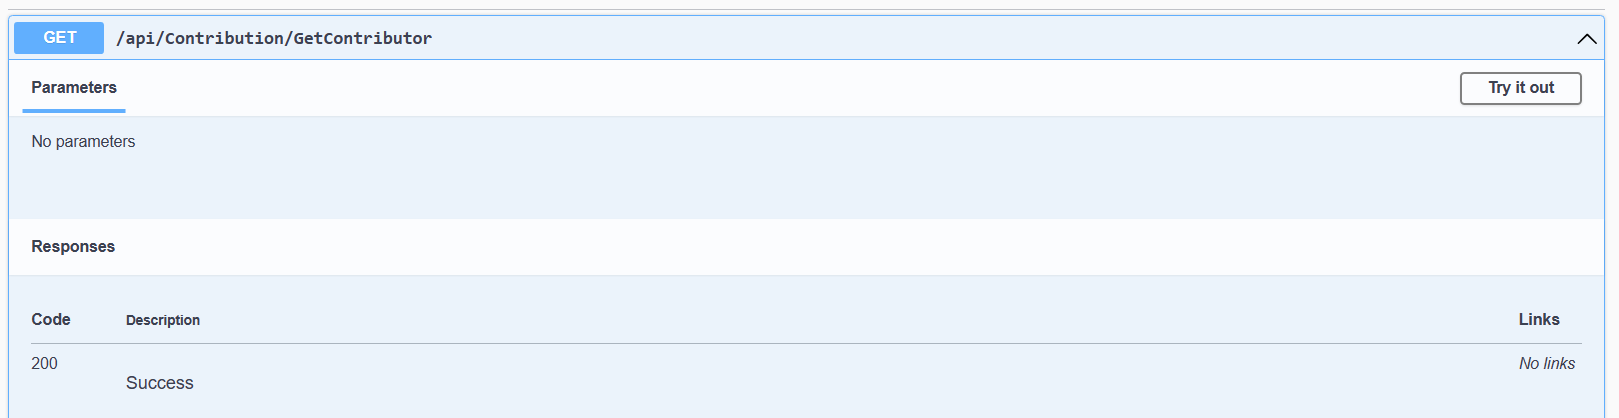 GET /api/Contribution/GetContributor
Parameters
Try it out
No parameters
Responses
Code Description Links
200 No links
Success